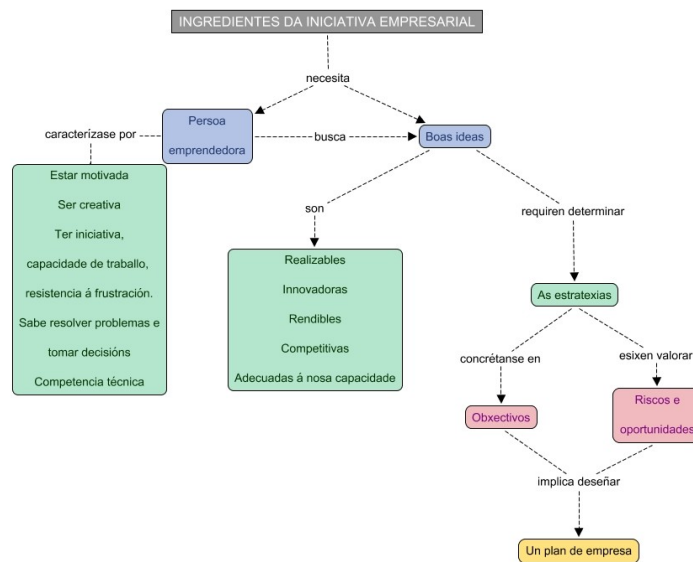 INGREDIENTES DA INICIATIVA EMPRESARIAL
necesita
Persoa
emprendedora
caracterízase por
busca
Boas ideas
Estar motivada
Ser creativa
Ter iniciativa,
capacidade de traballo,
resistencia á frustración.
Sabe resolver problemas e
tomar decisións
Competencia técnica
son
requiren determinar
Realizables
Innovadoras
Rendibles
Competitivas
Adecuadas á nosa capacidade
As estratexias
concrétanse en
esixen valorar
Obxectivos
Riscos e
oportunidades
implica deseñar
Un plan de empresa